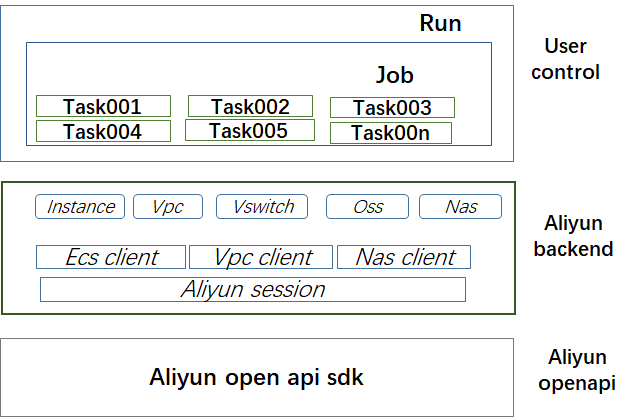 Run
User
control
Job
Task001
Task002
Task003
Task004
Task005
Task00n
Instance
Vpc
Vswitch
Oss
Nas
Aliyun
backend
Ecs client
Vpc client
Nas client
Aliyun session
Aliyun open api sdk
Aliyun
openapi